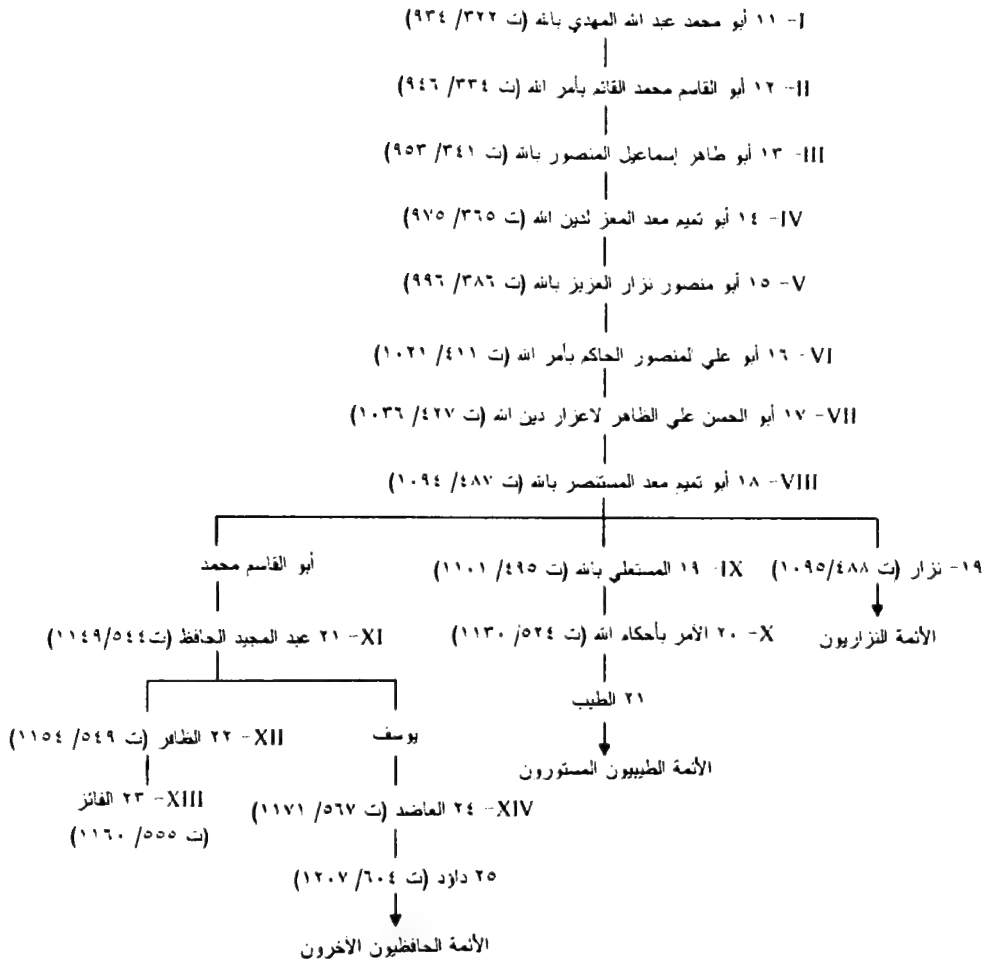 I- ١١ أبو محمد عبد الله المهدي بالله (ت ٣٢٢/ ٩٣٤)
II- ١٢ أبو القاسم محمد القائم بأمر الله (ت ٣٣٤/ ٩٤٦)
III- ١٣ أبو طاهر إسماعيل المنصور بالله (ت ٣٤١/ ٩٥٣)
IV- ١٤ أبو تميم معد المعز لدين الله (ت ٣٦٥/ ٩٧٥)
V- ١٥ أبو منصور نزار العزيز بالله (ت ٣٨٦/ ٩٩٦)
VI- ١٦ أبو علي لمنصور الحاكم بأمر الله (ت ٤١١/ ١٠٢١)
VII- ١٧ أبو الحسن علي الظاهر لاعزار دين الله (ت ٤٢٧/ ١٠٣٦)
VIII- ١٨ أبو تميم معد المستنصر بالله (ت ٤٨٧/ ١٠٩٤)
١٩- نزار (ت ١٠٩٥/٤٨٨)
IX- ١٩ المستعلي بالله (ت ٤٩٥/ ١١٠١)
أبو القاسم محمد
الأئمة للنزاريون
X- ٢٠ الآمر بأحكام الله (ت ٥٢٤/ ١١٣٠)
XI- ٢١ عبد المجيد الحافظ (ت ١١٤٩/٥٤٤)
٢١ الطيب
يوسف
XII- ٢٢ الظافر (ت ٥٤٩/ ١١٥٤)
الأئمة الطيبيون المستورون
XIV- ٢٤ العاضد (ت ٥٦٧/ ١١٧١)
XIII- ٢٣ الفائز
(ت ٥٥٥/ ١١٦٠)
٢٥ داؤد (ت ٦٠٤/ ١٢٠٧)
الأئمة الحافظيون الآخرون